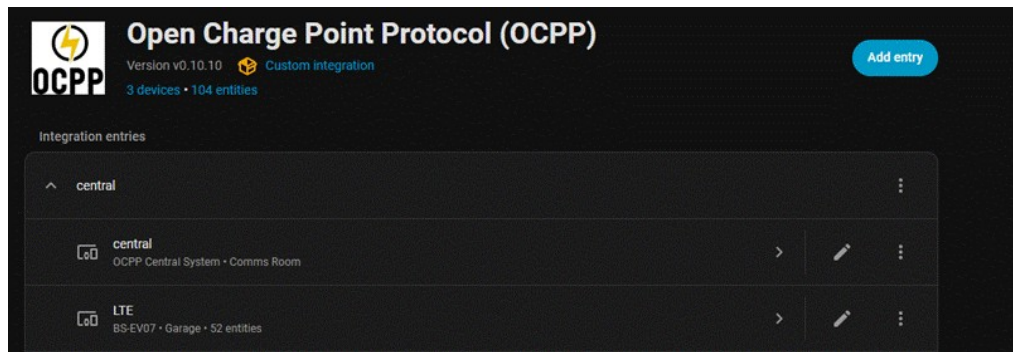 OCPP
Open Charge Point Protocol (OCPP)
Version v0.10.10 Custom integration
3 devices • 104 entities
Add entry
Integration entries
central
central
OCPP Central System • Comms Room
LTE
BS-EV07 • Garage • 52 entities